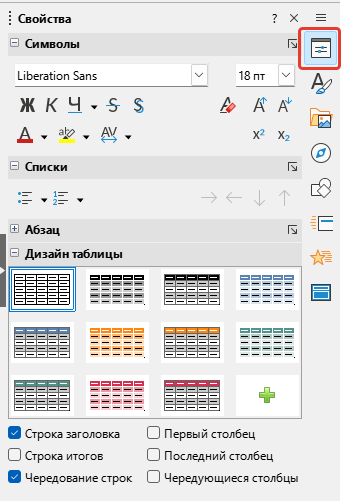 Свойства
Символы
Liberation Sans
18 пт
Ж К Ч S S
А AV x² x₂
Списки
Абзац
Дизайн таблицы
Строка заголовка Первый столбец
Строка итогов Последний столбец
Чередование строк Чередующиеся столбцы